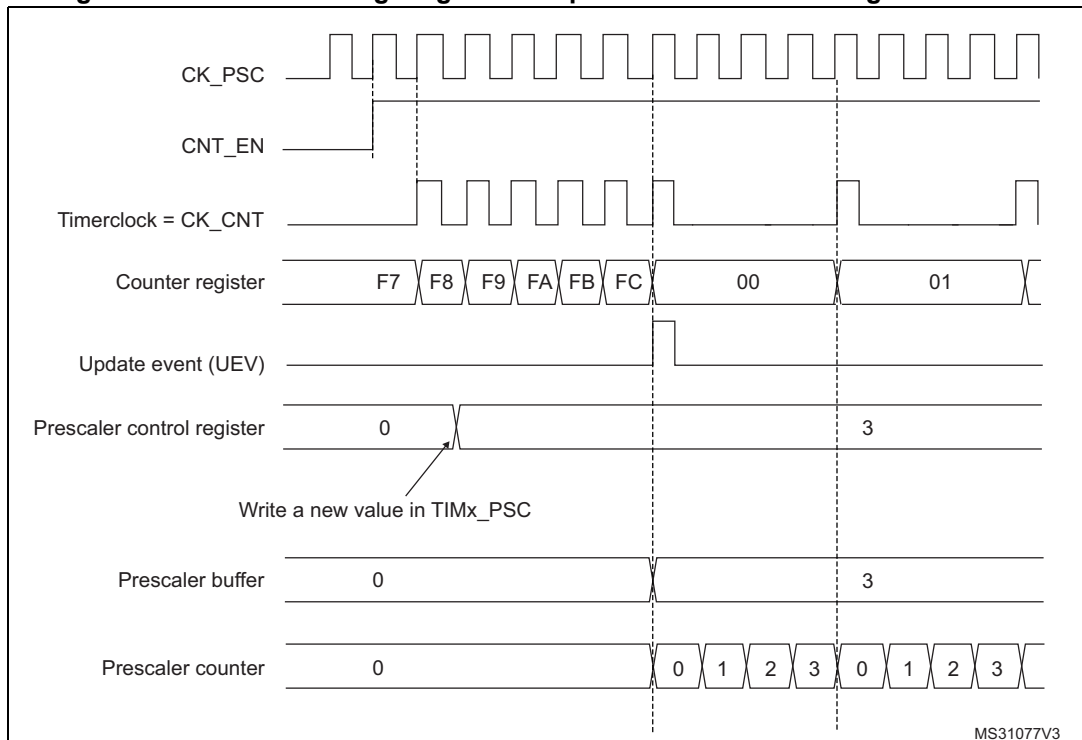 CK_PSC
CNT_EN
Timerclock = CK_CNT
Counter register F7 F8 F9 FA FB FC 00 01
Update event (UEV)
Prescaler control register 0 3
Write a new value in TIMx_PSC
Prescaler buffer 0 3
Prescaler counter 0 0 1 2 3 0 1 2 3
MS31077V3